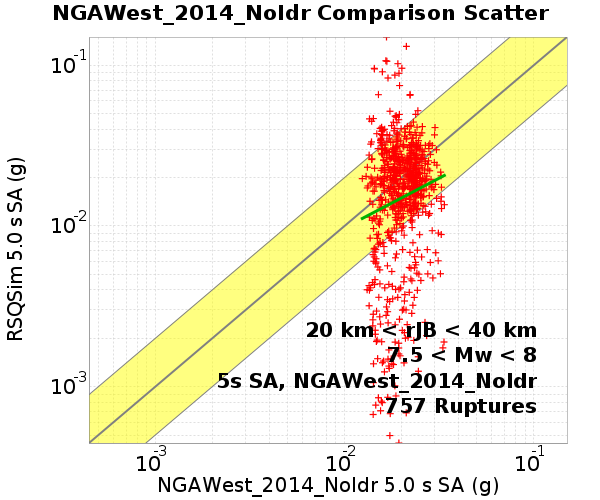 NGAWest_2014_NoIdr Comparison Scatter
RSQSim 5.0 s SA (g)
10-1
10-2
10-3
20 km < rJB < 40 km
7.5 < Mw < 8
5s SA, NGAWest_2014_NoIdr
757 Ruptures
10-3
10-2
10-1
NGAWest_2014_NoIdr 5.0 s SA (g)